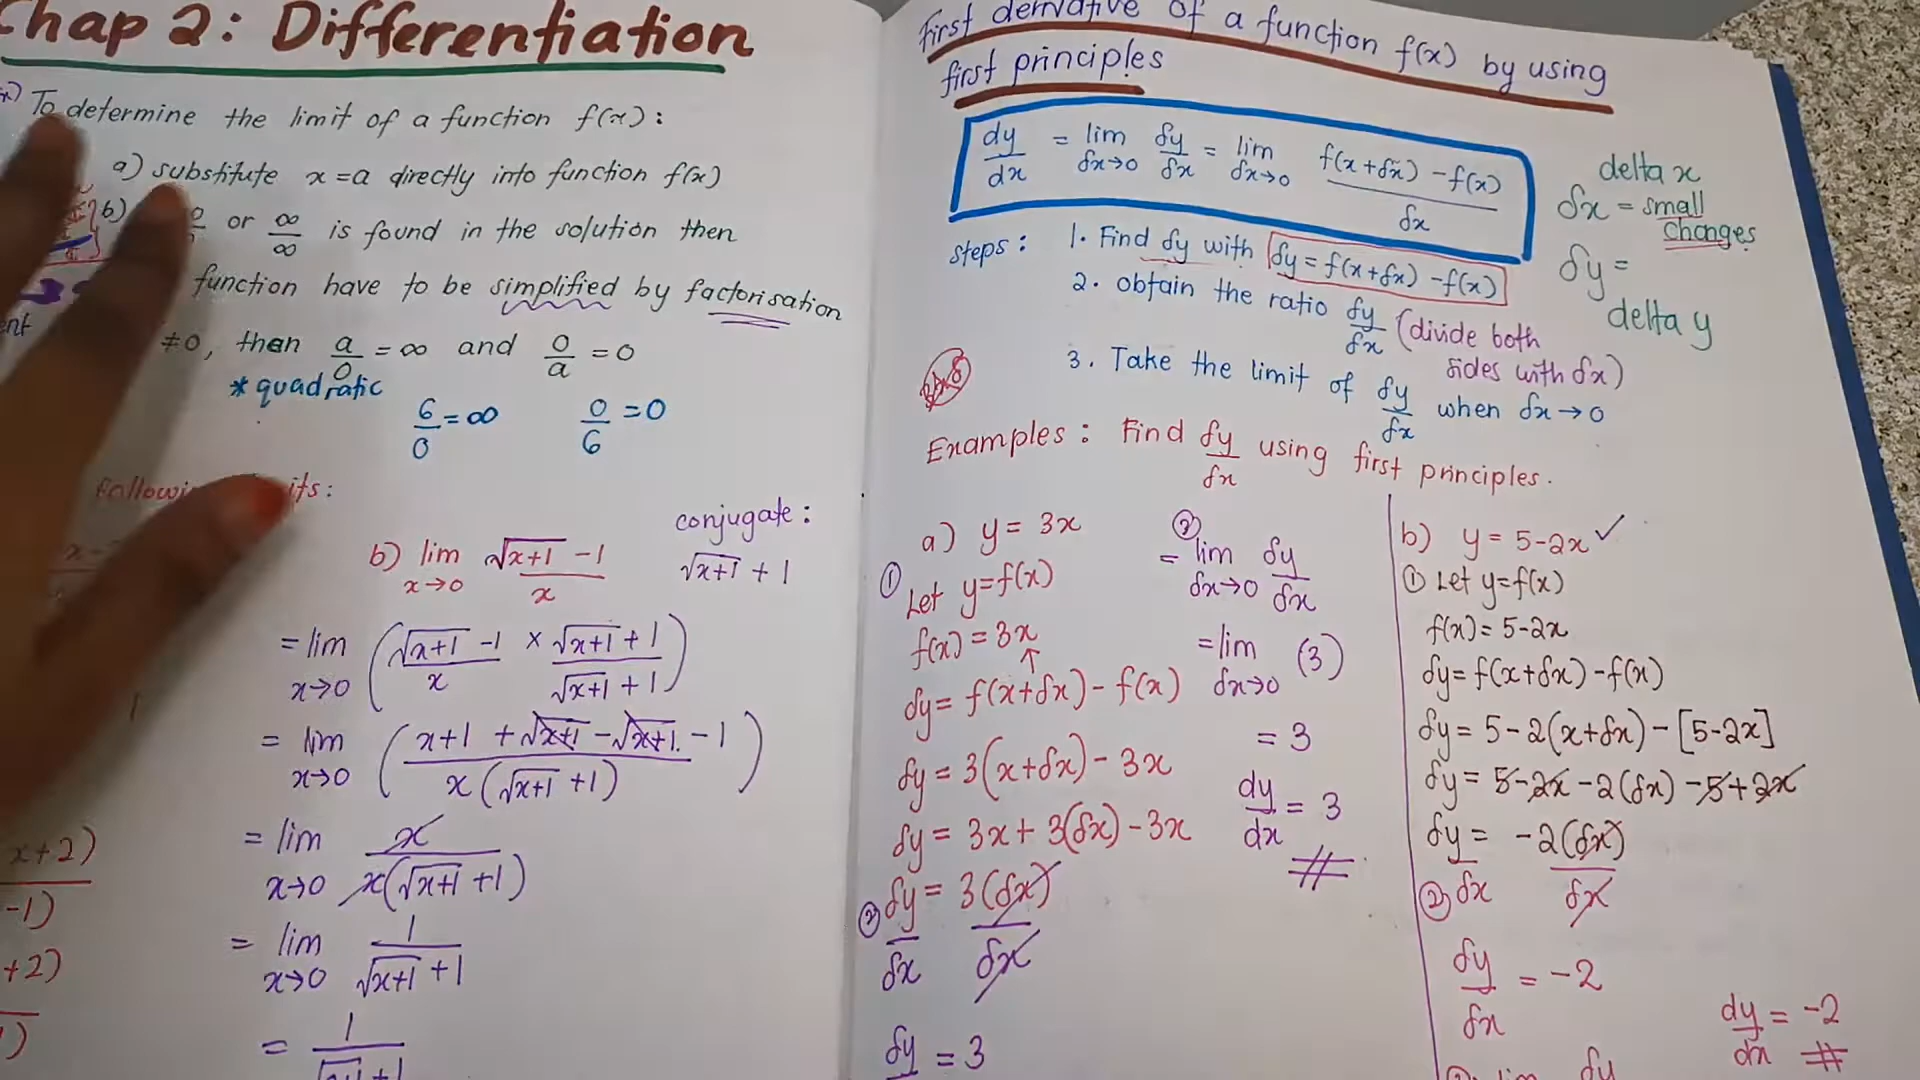 Chap 2: Differentiation
To determine the limit of a function f(x):
a) substitute x = a directly into function f(x)
b) or ∞/∞ is found in the solution then
function have to be simplified by factorisation
≠0, then a/0 = ∞ and 0/a = 0
* quadratic
6/0 = ∞ 0/6 = 0
conjugate:
√(x+1) + 1
b) lim x→0 (√(x+1) - 1)/x
= lim x→0 ((√(x+1) - 1)/x × (√(x+1) + 1)/(√(x+1) + 1))
= lim x→0 ((x+1 + √(x+1) - √(x+1) - 1)/(x(√(x+1) + 1)))
= lim x→0 x/(x(√(x+1) + 1))
= lim x→0 1/(√(x+1) + 1)
x+2)
-1)
+2)
First derivative of a function f(x) by using
first principles
dy/dx = lim δx→0 δy/δx = lim δx→0 (f(x+δx) - f(x))/δx
delta x
δx = small
changes
δy =
delta y
steps: 1. Find δy with δy = f(x+δx) - f(x)
2. obtain the ratio δy/δx (divide both
sides with δx)
3. Take the limit of δy/δx when δx→0
Examples: Find δy/δx using first principles.
a) y = 3x
① Let y=f(x)
f(x) = 3x
↑
δy = f(x+δx) - f(x)
δy = 3(x+δx) - 3x
δy = 3x + 3(δx) - 3x
② δy/δx = 3(δx)/δx
δy = 3
= lim δx→0 δy/δx
= lim δx→0 (3)
= 3
dy/dx = 3
b) y = 5-2x ✓
① Let y=f(x)
f(x) = 5-2x
δy = f(x+δx) - f(x)
δy = 5-2(x+δx) - [5-2x]
δy = 5-2x-2(δx)-5+2x
② δy/δx = -2(δx)/δx
δy/δx = -2
dy/dx = -2